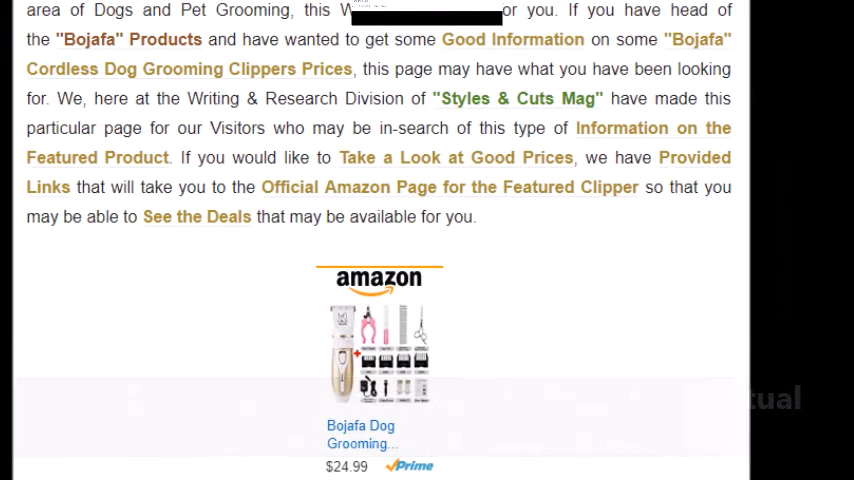 area of Dogs and Pet Grooming, this W or you. If you have head of
the "Bojafa" Products and have wanted to get some Good Information on some "Bojafa"
Cordless Dog Grooming Clippers Prices, this page may have what you have been looking
for. We, here at the Writing & Research Division of "Styles & Cuts Mag" have made this
particular page for our Visitors who may be in-search of this type of Information on the
Featured Product. If you would like to Take a Look at Good Prices, we have Provided
Links that will take you to the Official Amazon Page for the Featured Clipper so that you
may be able to See the Deals that may be available for you.
amazon
Bojafa Dog
Grooming...
$24.99 Prime